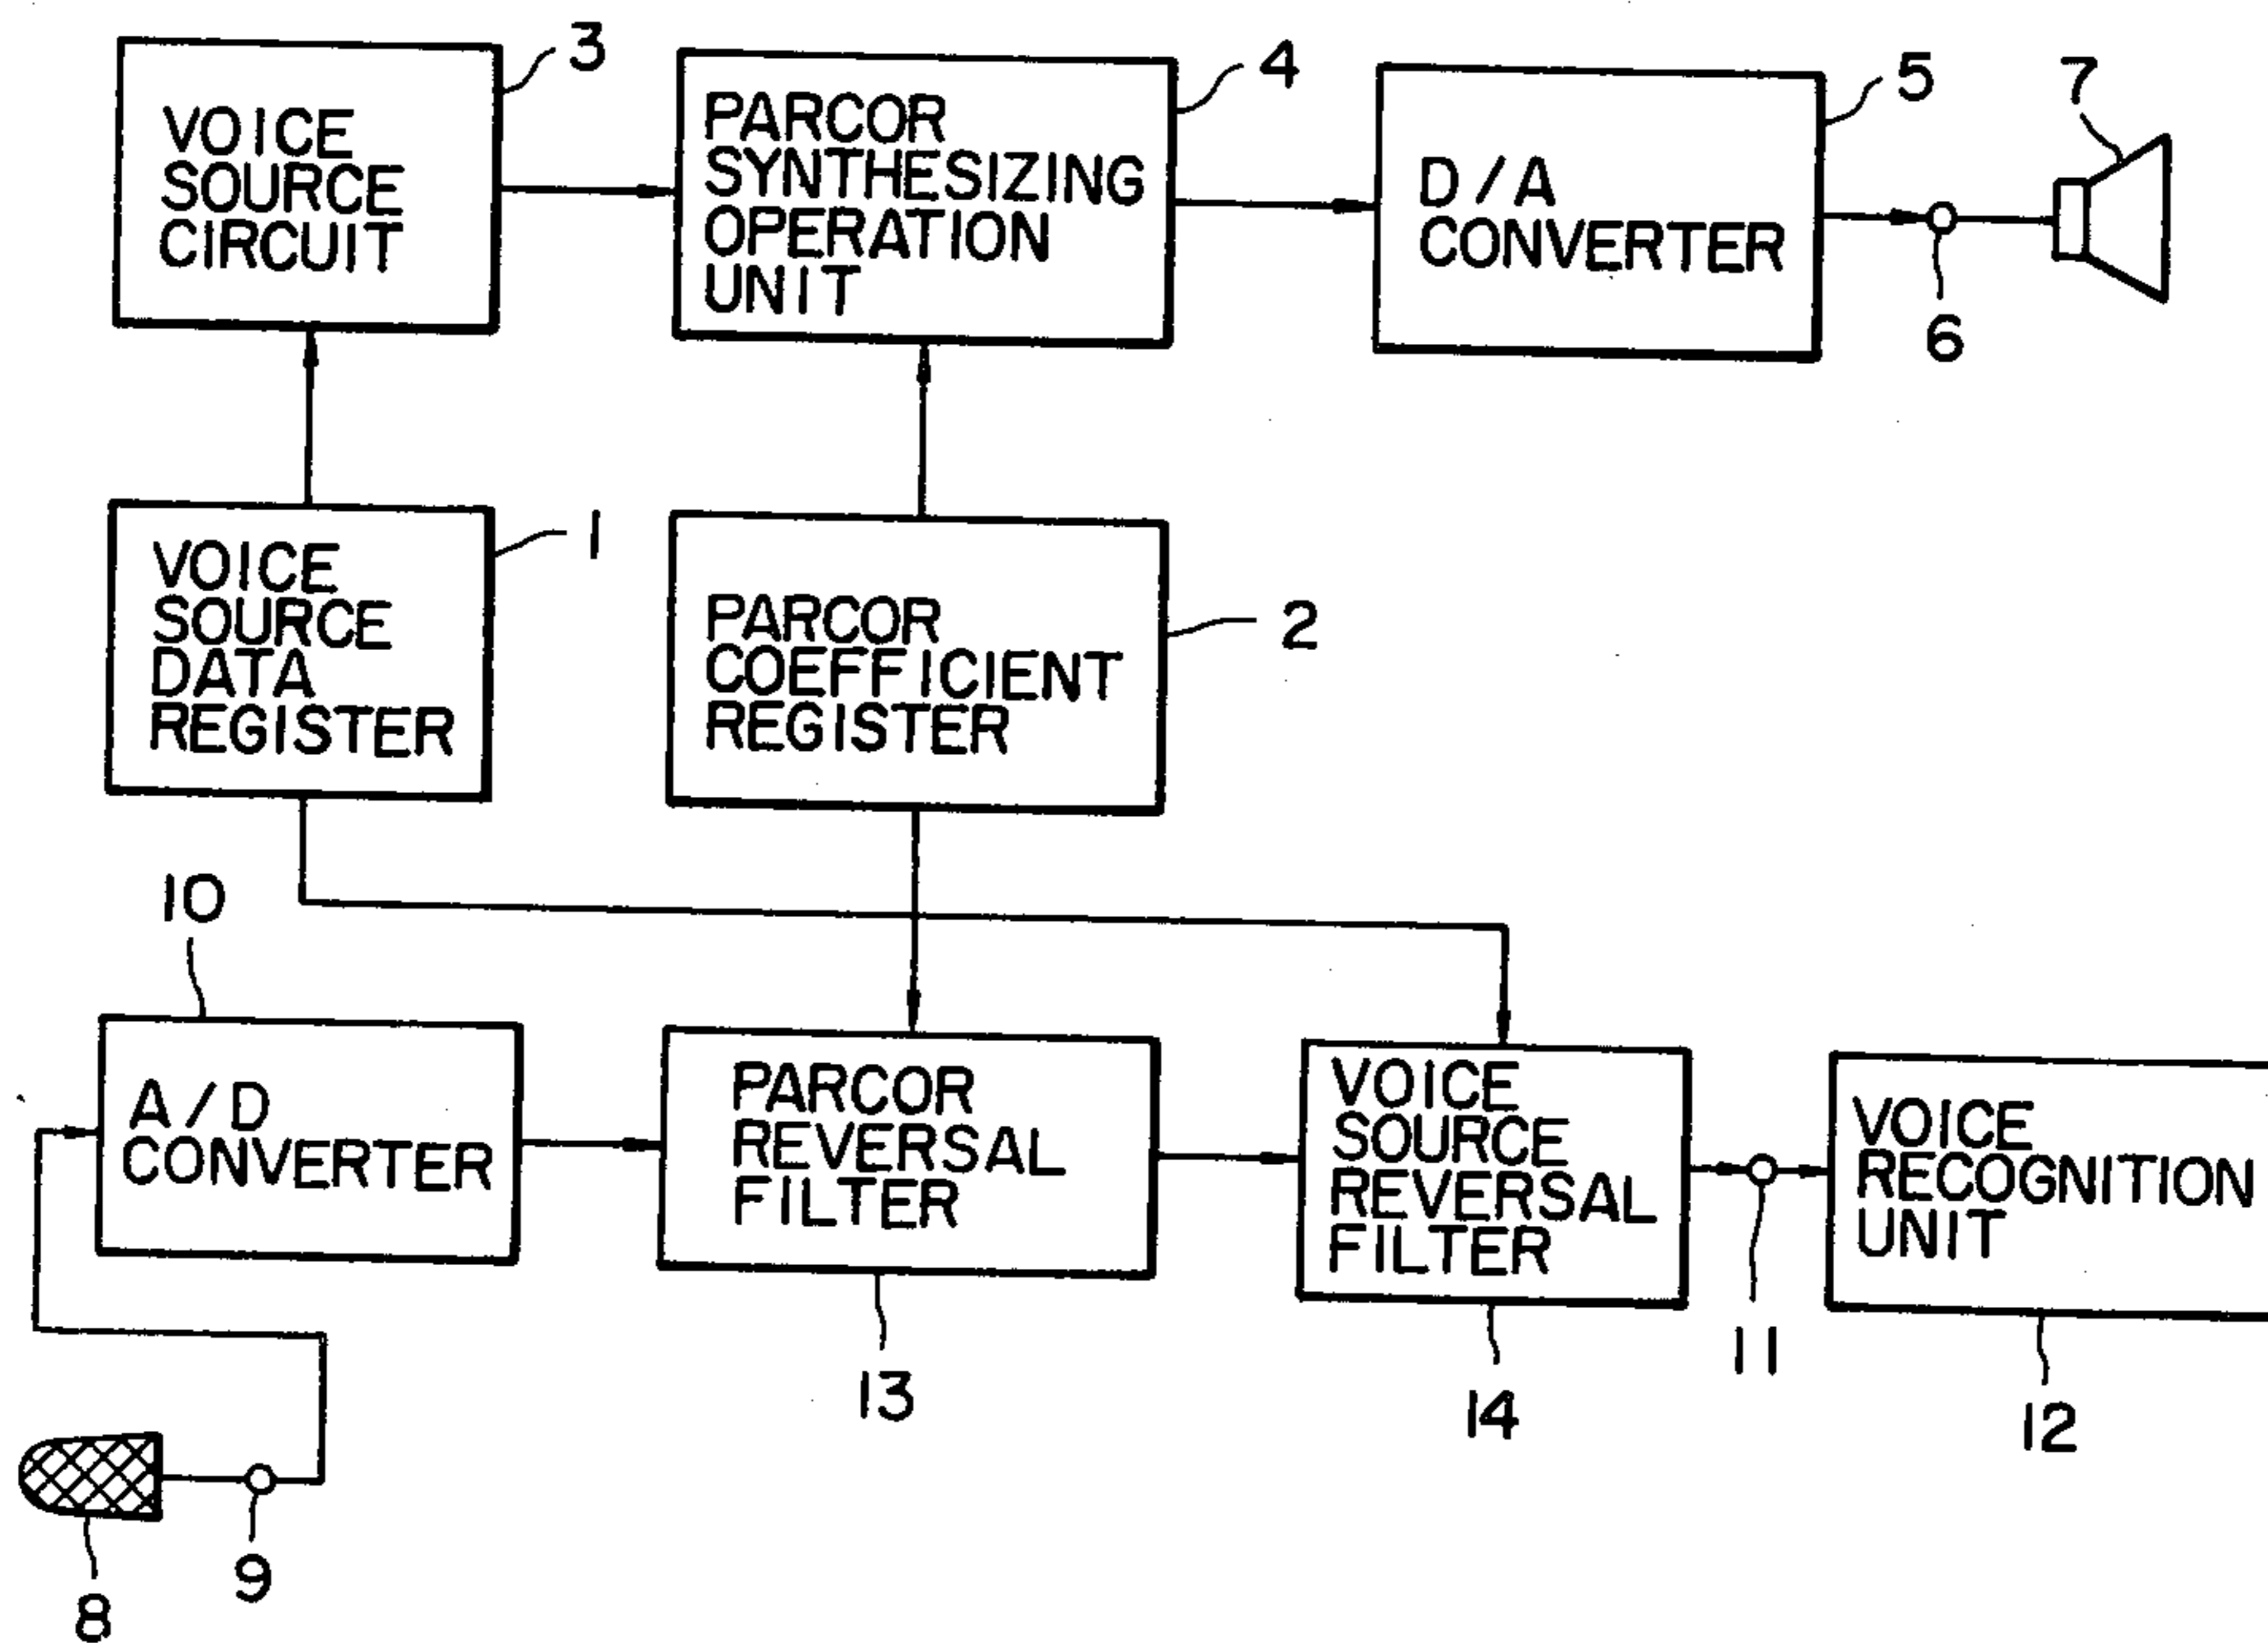 3
VOICE
SOURCE
CIRCUIT
4
PARCOR
SYNTHESIZING
OPERATION
UNIT
5
D/A
CONVERTER
7
6
1
VOICE
SOURCE
DATA
REGISTER
2
PARCOR
COEFFICIENT
REGISTER
10
A/D
CONVERTER
PARCOR
REVERSAL
FILTER
13
VOICE
SOURCE
REVERSAL
FILTER
14
11
VOICE
RECOGNITION
UNIT
12
9
8